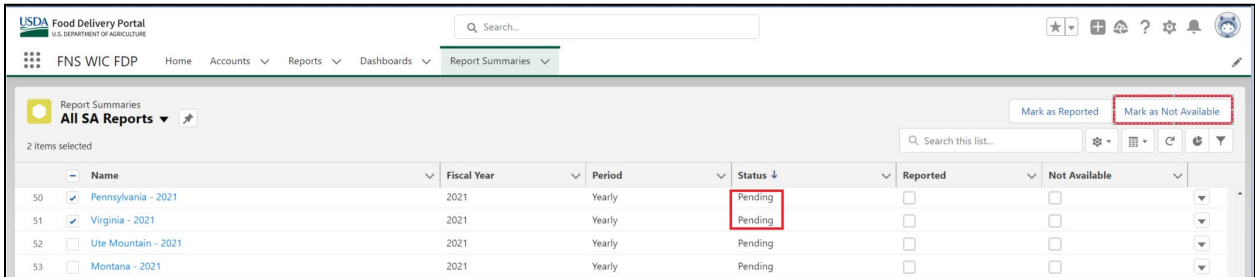 USDA Food Delivery Portal
U.S. DEPARTMENT OF AGRICULTURE
Search...
FNS WIC FDP Home Accounts Reports Dashboards Report Summaries
Report Summaries
All SA Reports
Mark as Reported Mark as Not Available
2 items selected
Search this list...
Name Fiscal Year Period Status Reported Not Available
50 Pennsylvania - 2021 2021 Yearly Pending
51 Virginia - 2021 2021 Yearly Pending
52 Ute Mountain - 2021 2021 Yearly Pending
53 Montana - 2021 2021 Yearly Pending